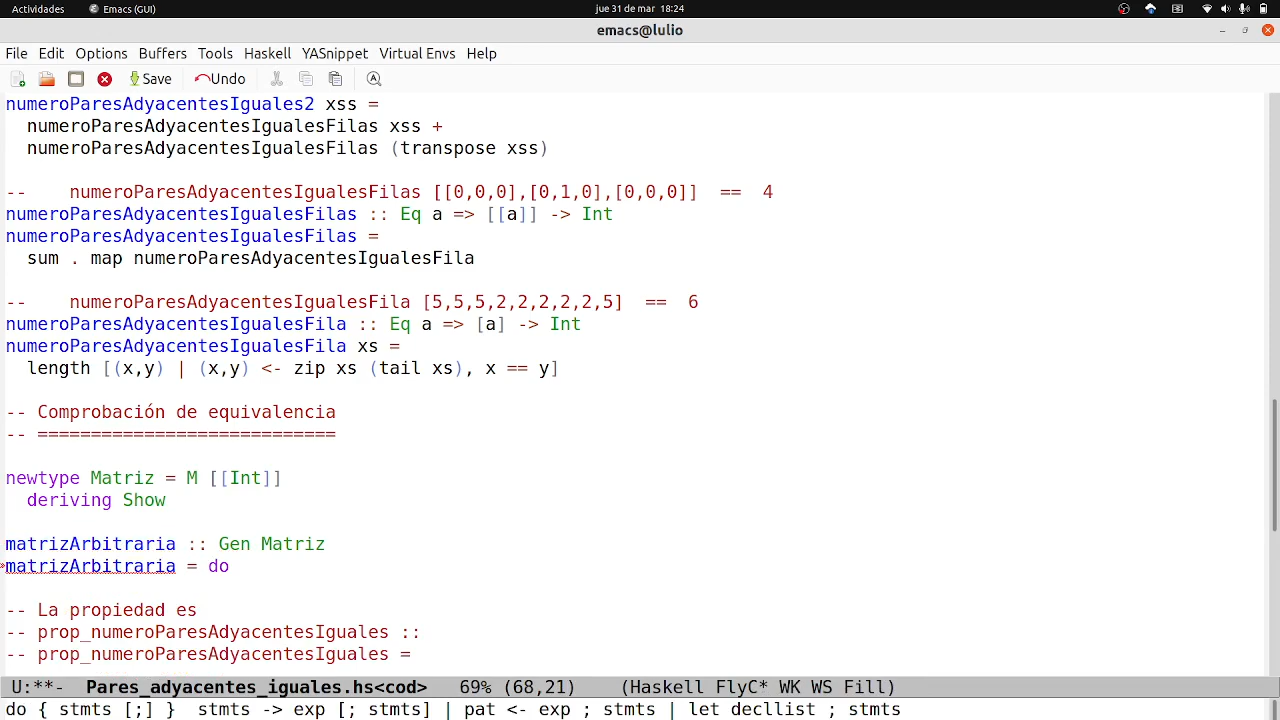 Actividades Emacs (GUI) jue 31 de mar 18:24
emacs@lulio
File Edit Options Buffers Tools Haskell YASnippet Virtual Envs Help
Save Undo
numeroParesAdyacentesIguales2 xss =
  numeroParesAdyacentesIgualesFilas xss +
  numeroParesAdyacentesIgualesFilas (transpose xss)

--    numeroParesAdyacentesIgualesFilas [[0,0,0],[0,1,0],[0,0,0]]  ==  4
numeroParesAdyacentesIgualesFilas :: Eq a => [[a]] -> Int
numeroParesAdyacentesIgualesFilas =
  sum . map numeroParesAdyacentesIgualesFila

--    numeroParesAdyacentesIgualesFila [5,5,5,2,2,2,2,2,5]  ==  6
numeroParesAdyacentesIgualesFila :: Eq a => [a] -> Int
numeroParesAdyacentesIgualesFila xs =
  length [(x,y) | (x,y) <- zip xs (tail xs), x == y]

-- Comprobación de equivalencia
-- ============================

newtype Matriz = M [[Int]]
  deriving Show

matrizArbitraria :: Gen Matriz
matrizArbitraria = do

-- La propiedad es
-- prop_numeroParesAdyacentesIguales ::
-- prop_numeroParesAdyacentesIguales =
U:**-  Pares_adyacentes_iguales.hs<cod>   69% (68,21)    (Haskell FlyC* WK WS Fill)
do { stmts [;] }  stmts -> exp [; stmts] | pat <- exp ; stmts | let decllist ; stmts